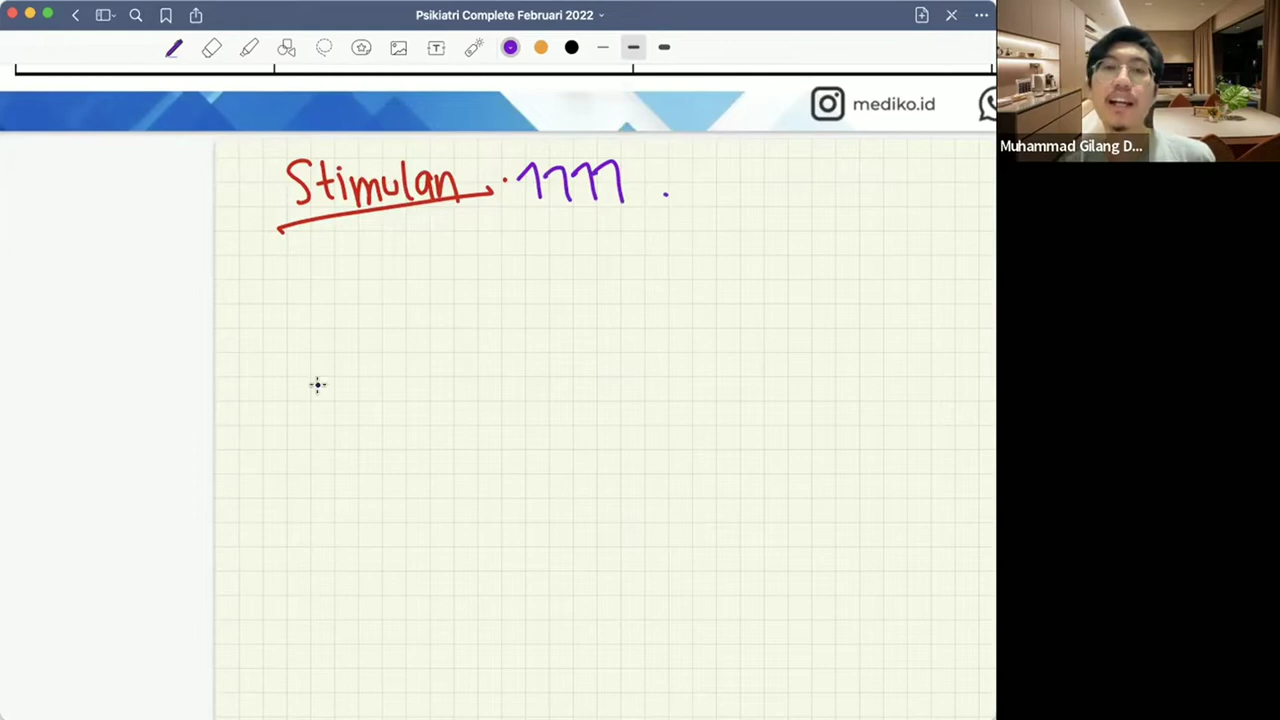 Psikiatri Complete Februari 2022
mediko.id
Muhammad Gilang D...
Stimulan